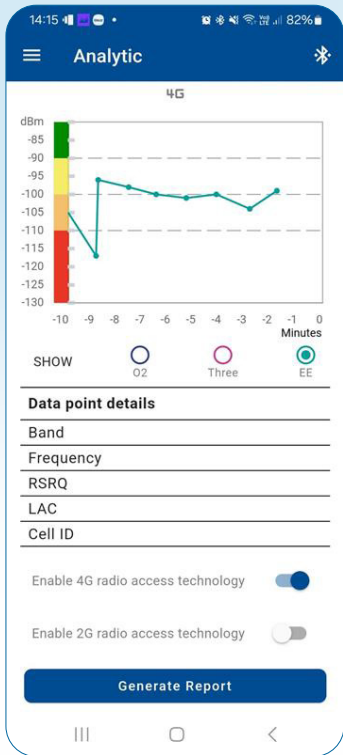 14:15
82%
Analytic
4G
dBm
-85
-90
-95
-100
-105
-110
-115
-120
-125
-130
-10 -9 -8 -7 -6 -5 -4 -3 -2 -1 0
Minutes
SHOW
O2 Three EE
Data point details
Band
Frequency
RSRQ
LAC
Cell ID
Enable 4G radio access technology
Enable 2G radio access technology
Generate Report